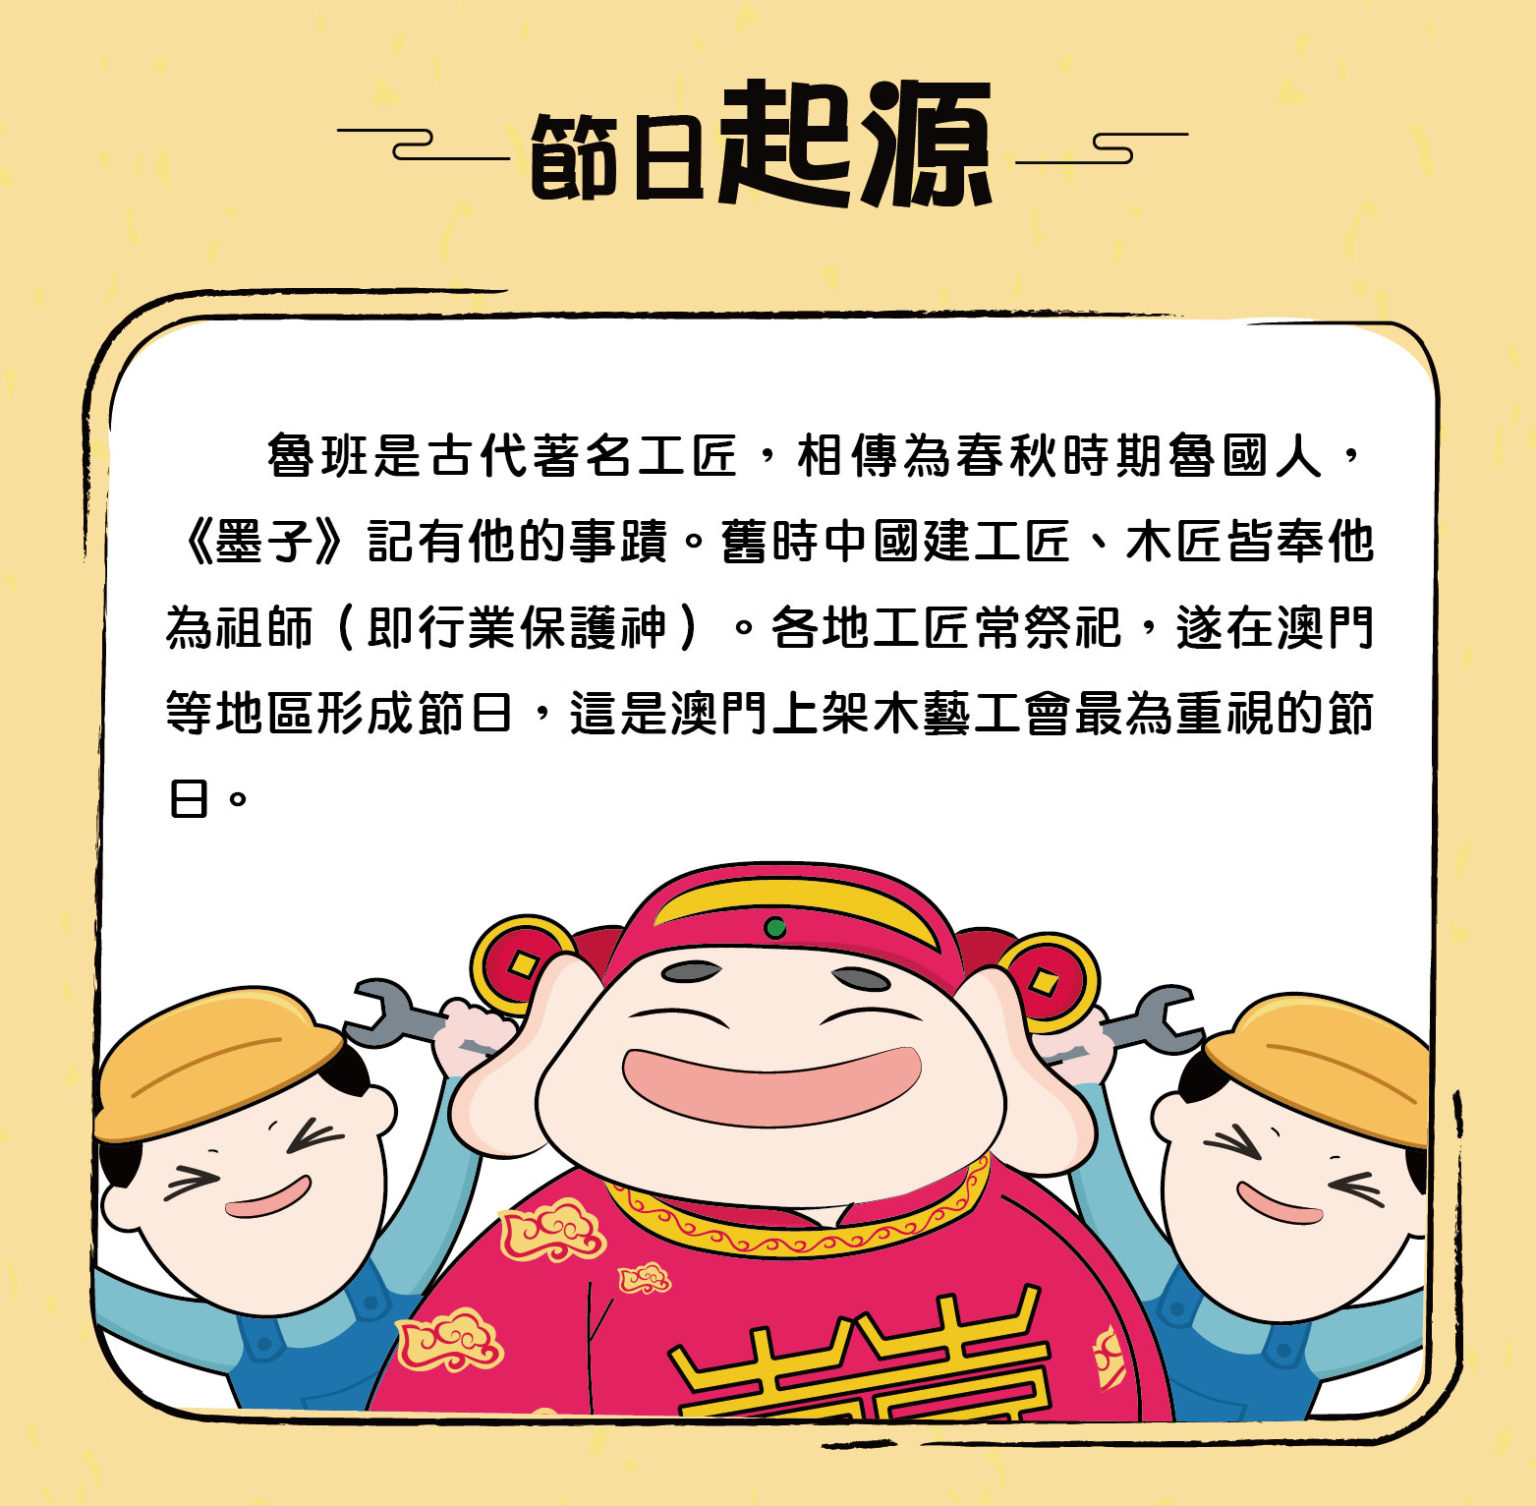 節日起源
魯班是古代著名工匠，相傳為春秋時期魯國人，
《墨子》記有他的事蹟。舊時中國建工匠、木匠皆奉他
為祖師（即行業保護神）。各地工匠常祭祀，遂在澳門
等地區形成節日，這是澳門上架木藝工會最為重視的節
日。